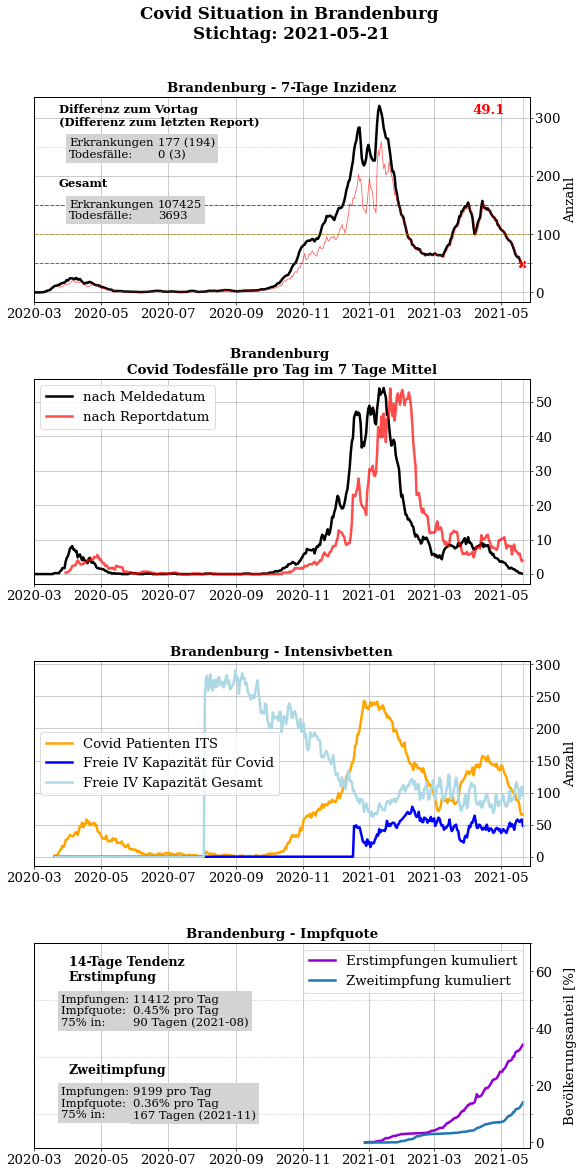 Covid Situation in Brandenburg
Stichtag: 2021-05-21
Brandenburg - 7-Tage Inzidenz
Differenz zum Vortag
(Differenz zum letzten Report)
Erkrankungen 177 (194)
Todesfälle: 0 (3)
Gesamt
Erkrankungen 107425
Todesfälle: 3693
49.1
300
200
100
0
Anzahl
2020-03 2020-05 2020-07 2020-09 2020-11 2021-01 2021-03 2021-05
Brandenburg
Covid Todesfälle pro Tag im 7 Tage Mittel
nach Meldedatum
nach Reportdatum
50
40
30
20
10
0
2020-03 2020-05 2020-07 2020-09 2020-11 2021-01 2021-03 2021-05
Brandenburg - Intensivbetten
Covid Patienten ITS
Freie IV Kapazität für Covid
Freie IV Kapazität Gesamt
300
250
200
150
100
50
0
Anzahl
2020-03 2020-05 2020-07 2020-09 2020-11 2021-01 2021-03 2021-05
Brandenburg - Impfquote
14-Tage Tendenz
Erstimpfung
Impfungen: 11412 pro Tag
Impfquote: 0.45% pro Tag
75% in: 90 Tagen (2021-08)
Zweitimpfung
Impfungen: 9199 pro Tag
Impfquote: 0.36% pro Tag
75% in: 167 Tagen (2021-11)
Erstimpfungen kumuliert
Zweitimpfung kumuliert
60
40
20
0
Bevölkerungsanteil [%]
2020-03 2020-05 2020-07 2020-09 2020-11 2021-01 2021-03 2021-05